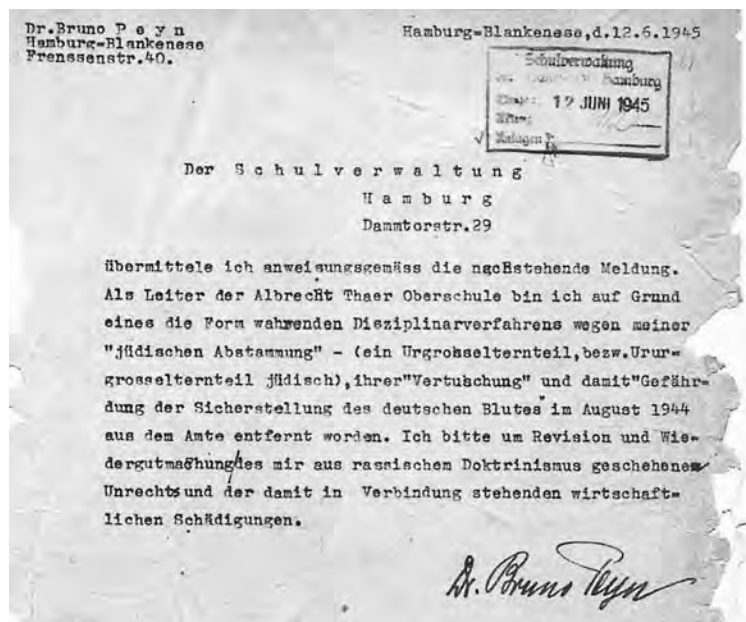 Dr.Bruno P e y n
Hamburg=Blankenese
Frenssenstr.40.
Hamburg=Blankenese,d.12.6.1945
Schulverwaltung
Hamburg
12 JUNI 1945
Anlagen
Der S c h u l v e r w a l t u n g
H a m b u r g
Dammtorstr.29
übermittele ich anweisungsgemäss die nachstehende Meldung.
Als Leiter der Albrecht Thaer Oberschule bin ich auf Grund
eines die Form wahrenden Disziplinarverfahrens wegen meiner
"jüdischen Abstammung" - (ein Urgrosselternteil,bezw.Urur=
grosselternteil jüdisch),ihrer"Vertuschung" und damit"Gefähr=
dung der Sicherstellung des deutschen Blutes"im August 1944
aus dem Amte entfernt worden. Ich bitte um Revision und Wie=
dergutmachung des mir aus rassischem Doktrinismus geschehenen
Unrechts und der damit in Verbindung stehenden wirtschaft=
lichen Schädigungen.
Dr. Bruno Peyn